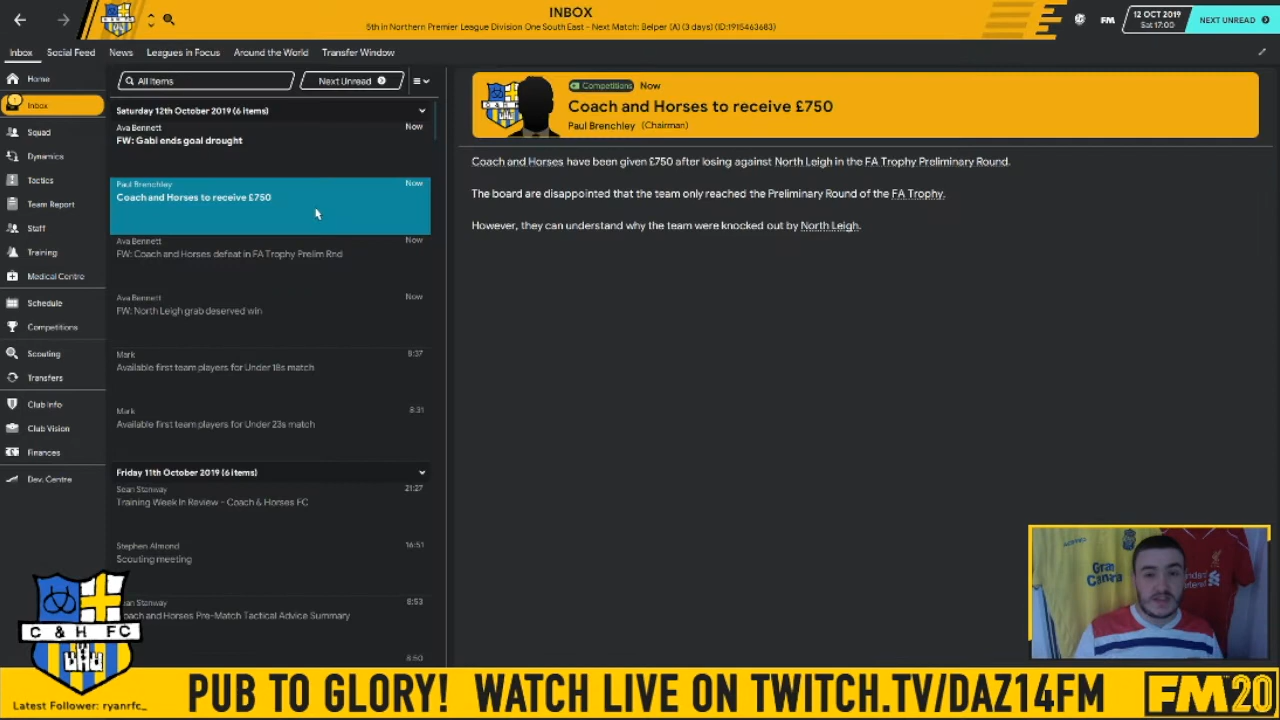 INBOX
5th in Northern Premier League Division One South East - Next Match: Belper (A) (3 days) (ID:1915463683)
FM
12 OCT 2019
Sat 17:00
NEXT UNREAD
Inbox Social Feed News Leagues in Focus Around the World Transfer Window
Home
Inbox
Squad
Dynamics
Tactics
Team Report
Staff
Training
Medical Centre
Schedule
Competitions
Scouting
Transfers
Club Info
Club Vision
Finances
Dev. Centre
All Items
Next Unread
Saturday 12th October 2019 (6 items)
Ava Bennett Now
FW: Gabi ends goal drought
Paul Brenchley Now
Coach and Horses to receive £750
Ava Bennett Now
FW: Coach and Horses defeat in FA Trophy Prelim Rnd
Ava Bennett Now
FW: North Leigh grab deserved win
Mark 8:37
Available first team players for Under 18s match
Mark 8:31
Available first team players for Under 23s match
Friday 11th October 2019 (6 items)
Sean Stanway 21:27
Training Week In Review - Coach & Horses FC
Stephen Almond 16:51
Scouting meeting
an Stanway 8:53
oach and Horses Pre-Match Tactical Advice Summary
8:50
Competitions Now
Coach and Horses to receive £750
Paul Brenchley (Chairman)
Coach and Horses have been given £750 after losing against North Leigh in the FA Trophy Preliminary Round.
The board are disappointed that the team only reached the Preliminary Round of the FA Trophy.
However, they can understand why the team were knocked out by North Leigh.
Gran
Canaria
C & H FC
PUB TO GLORY! WATCH LIVE ON TWITCH.TV/DAZ14FM
FM20
Latest Follower: ryanrfc_